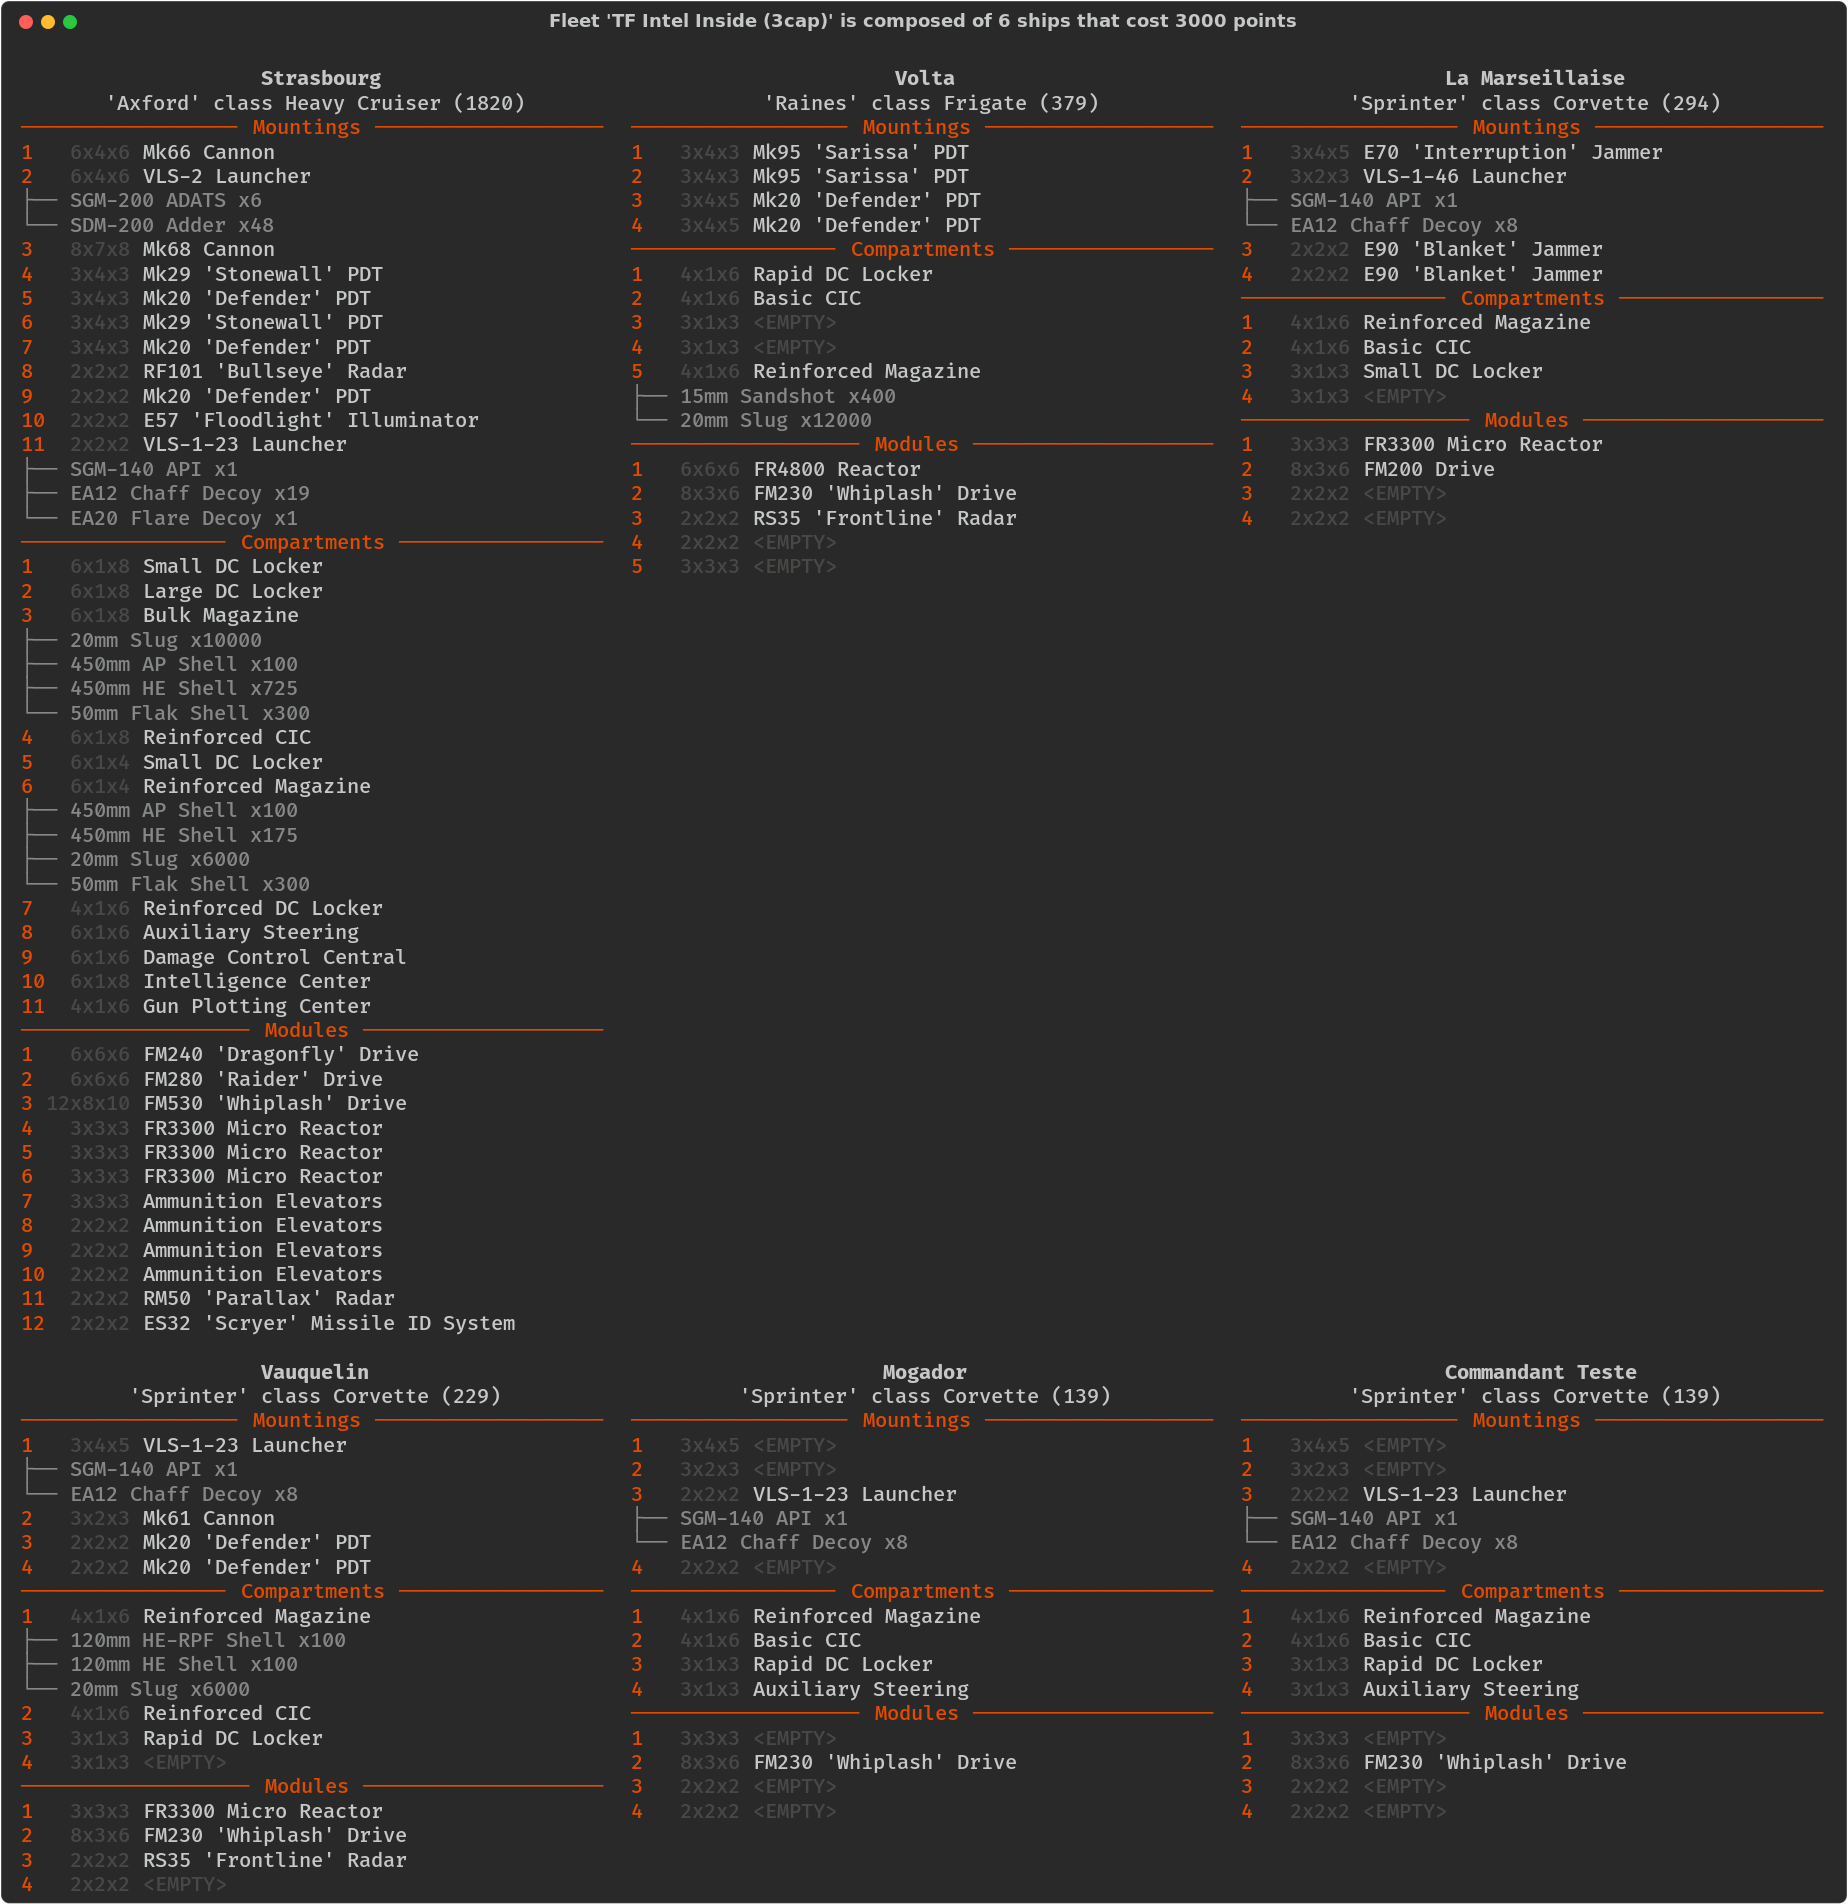 Fleet 'TF Intel Inside (3cap)' is composed of 6 ships that cost 3000 points
Strasbourg
'Axford' class Heavy Cruiser (1820)
Mountings
1 6x4x6 Mk66 Cannon
2 6x4x6 VLS-2 Launcher
SGM-200 ADATS x6
SDM-200 Adder x48
3 8x7x8 Mk68 Cannon
4 3x4x3 Mk29 'Stonewall' PDT
5 3x4x3 Mk20 'Defender' PDT
6 3x4x3 Mk29 'Stonewall' PDT
7 3x4x3 Mk20 'Defender' PDT
8 2x2x2 RF101 'Bullseye' Radar
9 2x2x2 Mk20 'Defender' PDT
10 2x2x2 E57 'Floodlight' Illuminator
11 2x2x2 VLS-1-23 Launcher
SGM-140 API x1
EA12 Chaff Decoy x19
EA20 Flare Decoy x1
Compartments
1 6x1x8 Small DC Locker
2 6x1x8 Large DC Locker
3 6x1x8 Bulk Magazine
20mm Slug x10000
450mm AP Shell x100
450mm HE Shell x725
50mm Flak Shell x300
4 6x1x8 Reinforced CIC
5 6x1x4 Small DC Locker
6 6x1x4 Reinforced Magazine
450mm AP Shell x100
450mm HE Shell x175
20mm Slug x6000
50mm Flak Shell x300
7 4x1x6 Reinforced DC Locker
8 6x1x6 Auxiliary Steering
9 6x1x6 Damage Control Central
10 6x1x8 Intelligence Center
11 4x1x6 Gun Plotting Center
Modules
1 6x6x6 FM240 'Dragonfly' Drive
2 6x6x6 FM280 'Raider' Drive
3 12x8x10 FM530 'Whiplash' Drive
4 3x3x3 FR3300 Micro Reactor
5 3x3x3 FR3300 Micro Reactor
6 3x3x3 FR3300 Micro Reactor
7 3x3x3 Ammunition Elevators
8 2x2x2 Ammunition Elevators
9 2x2x2 Ammunition Elevators
10 2x2x2 Ammunition Elevators
11 2x2x2 RM50 'Parallax' Radar
12 2x2x2 ES32 'Scryer' Missile ID System
Volta
'Raines' class Frigate (379)
Mountings
1 3x4x3 Mk95 'Sarissa' PDT
2 3x4x3 Mk95 'Sarissa' PDT
3 3x4x5 Mk20 'Defender' PDT
4 3x4x5 Mk20 'Defender' PDT
Compartments
1 4x1x6 Rapid DC Locker
2 4x1x6 Basic CIC
3 3x1x3 <EMPTY>
4 3x1x3 <EMPTY>
5 4x1x6 Reinforced Magazine
15mm Sandshot x400
20mm Slug x12000
Modules
1 6x6x6 FR4800 Reactor
2 8x3x6 FM230 'Whiplash' Drive
3 2x2x2 RS35 'Frontline' Radar
4 2x2x2 <EMPTY>
5 3x3x3 <EMPTY>
La Marseillaise
'Sprinter' class Corvette (294)
Mountings
1 3x4x5 E70 'Interruption' Jammer
2 3x2x3 VLS-1-46 Launcher
SGM-140 API x1
EA12 Chaff Decoy x8
3 2x2x2 E90 'Blanket' Jammer
4 2x2x2 E90 'Blanket' Jammer
Compartments
1 4x1x6 Reinforced Magazine
2 4x1x6 Basic CIC
3 3x1x3 Small DC Locker
4 3x1x3 <EMPTY>
Modules
1 3x3x3 FR3300 Micro Reactor
2 8x3x6 FM200 Drive
3 2x2x2 <EMPTY>
4 2x2x2 <EMPTY>
Vauquelin
'Sprinter' class Corvette (229)
Mountings
1 3x4x5 VLS-1-23 Launcher
SGM-140 API x1
EA12 Chaff Decoy x8
2 3x2x3 Mk61 Cannon
3 2x2x2 Mk20 'Defender' PDT
4 2x2x2 Mk20 'Defender' PDT
Compartments
1 4x1x6 Reinforced Magazine
120mm HE-RPF Shell x100
120mm HE Shell x100
20mm Slug x6000
2 4x1x6 Reinforced CIC
3 3x1x3 Rapid DC Locker
4 3x1x3 <EMPTY>
Modules
1 3x3x3 FR3300 Micro Reactor
2 8x3x6 FM230 'Whiplash' Drive
3 2x2x2 RS35 'Frontline' Radar
4 2x2x2 <EMPTY>
Mogador
'Sprinter' class Corvette (139)
Mountings
1 3x4x5 <EMPTY>
2 3x2x3 <EMPTY>
3 2x2x2 VLS-1-23 Launcher
SGM-140 API x1
EA12 Chaff Decoy x8
4 2x2x2 <EMPTY>
Compartments
1 4x1x6 Reinforced Magazine
2 4x1x6 Basic CIC
3 3x1x3 Rapid DC Locker
4 3x1x3 Auxiliary Steering
Modules
1 3x3x3 <EMPTY>
2 8x3x6 FM230 'Whiplash' Drive
3 2x2x2 <EMPTY>
4 2x2x2 <EMPTY>
Commandant Teste
'Sprinter' class Corvette (139)
Mountings
1 3x4x5 <EMPTY>
2 3x2x3 <EMPTY>
3 2x2x2 VLS-1-23 Launcher
SGM-140 API x1
EA12 Chaff Decoy x8
4 2x2x2 <EMPTY>
Compartments
1 4x1x6 Reinforced Magazine
2 4x1x6 Basic CIC
3 3x1x3 Rapid DC Locker
4 3x1x3 Auxiliary Steering
Modules
1 3x3x3 <EMPTY>
2 8x3x6 FM230 'Whiplash' Drive
3 2x2x2 <EMPTY>
4 2x2x2 <EMPTY>